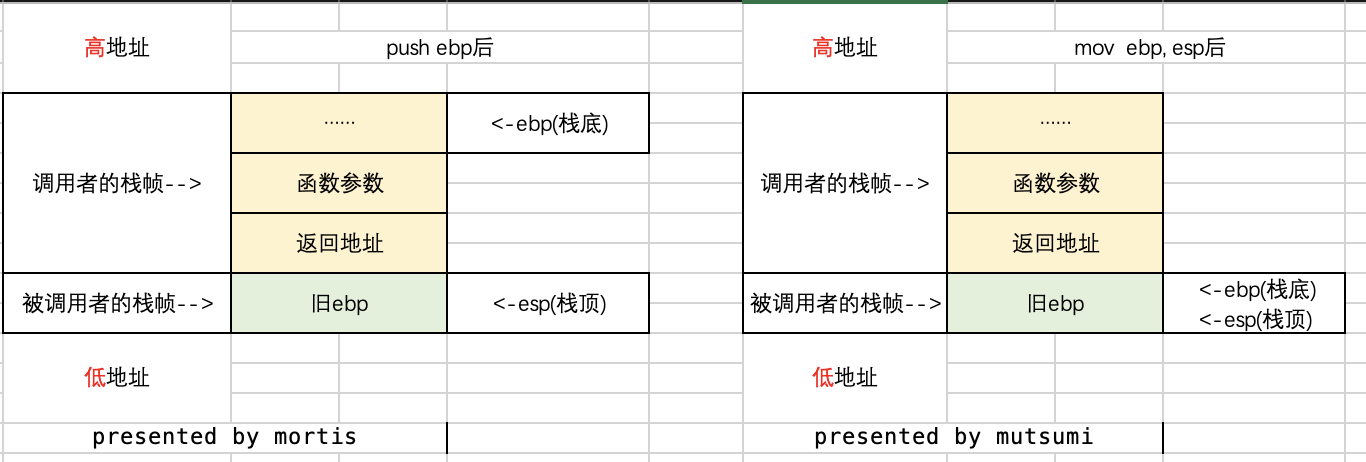 高地址
push ebp后
调用者的栈帧-->
……
<-ebp(栈底)
函数参数
返回地址
被调用者的栈帧-->
旧ebp
<-esp(栈顶)
低地址
presented by mortis
高地址
mov ebp, esp后
调用者的栈帧-->
……
函数参数
返回地址
被调用者的栈帧-->
旧ebp
<-ebp(栈底)
<-esp(栈顶)
低地址
presented by mutsumi